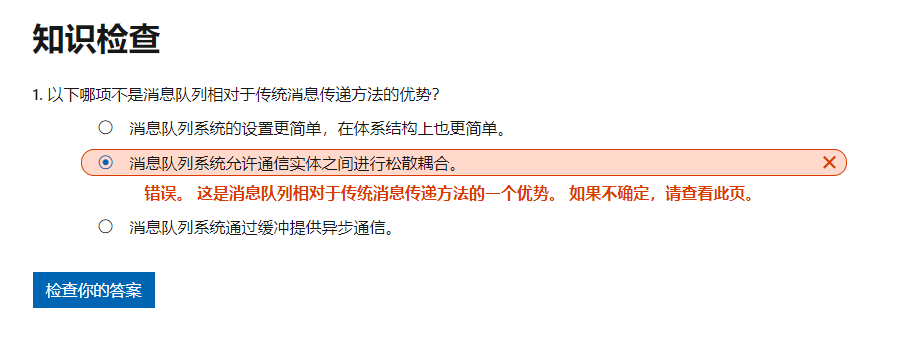 知识检查
1. 以下哪项不是消息队列相对于传统消息传递方法的优势？
消息队列系统的设置更简单，在体系结构上也更简单。
消息队列系统允许通信实体之间进行松散耦合。
错误。 这是消息队列相对于传统消息传递方法的一个优势。 如果不确定，请查看此页。
消息队列系统通过缓冲提供异步通信。
检查你的答案